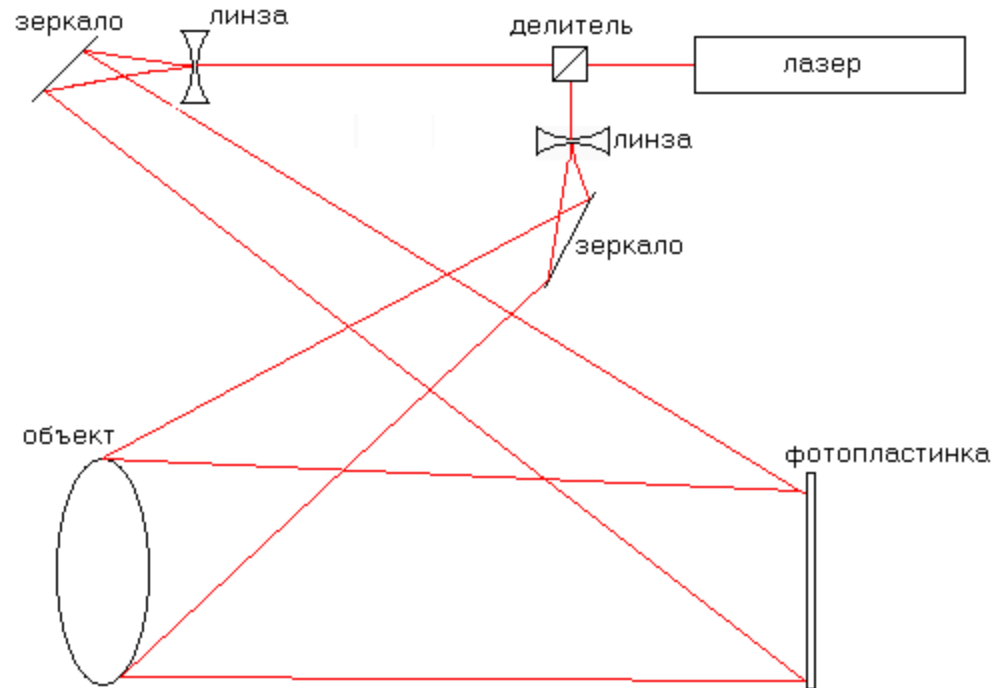 зеркало
линза
делитель
лазер
линза
зеркало
объект
фотопластинка